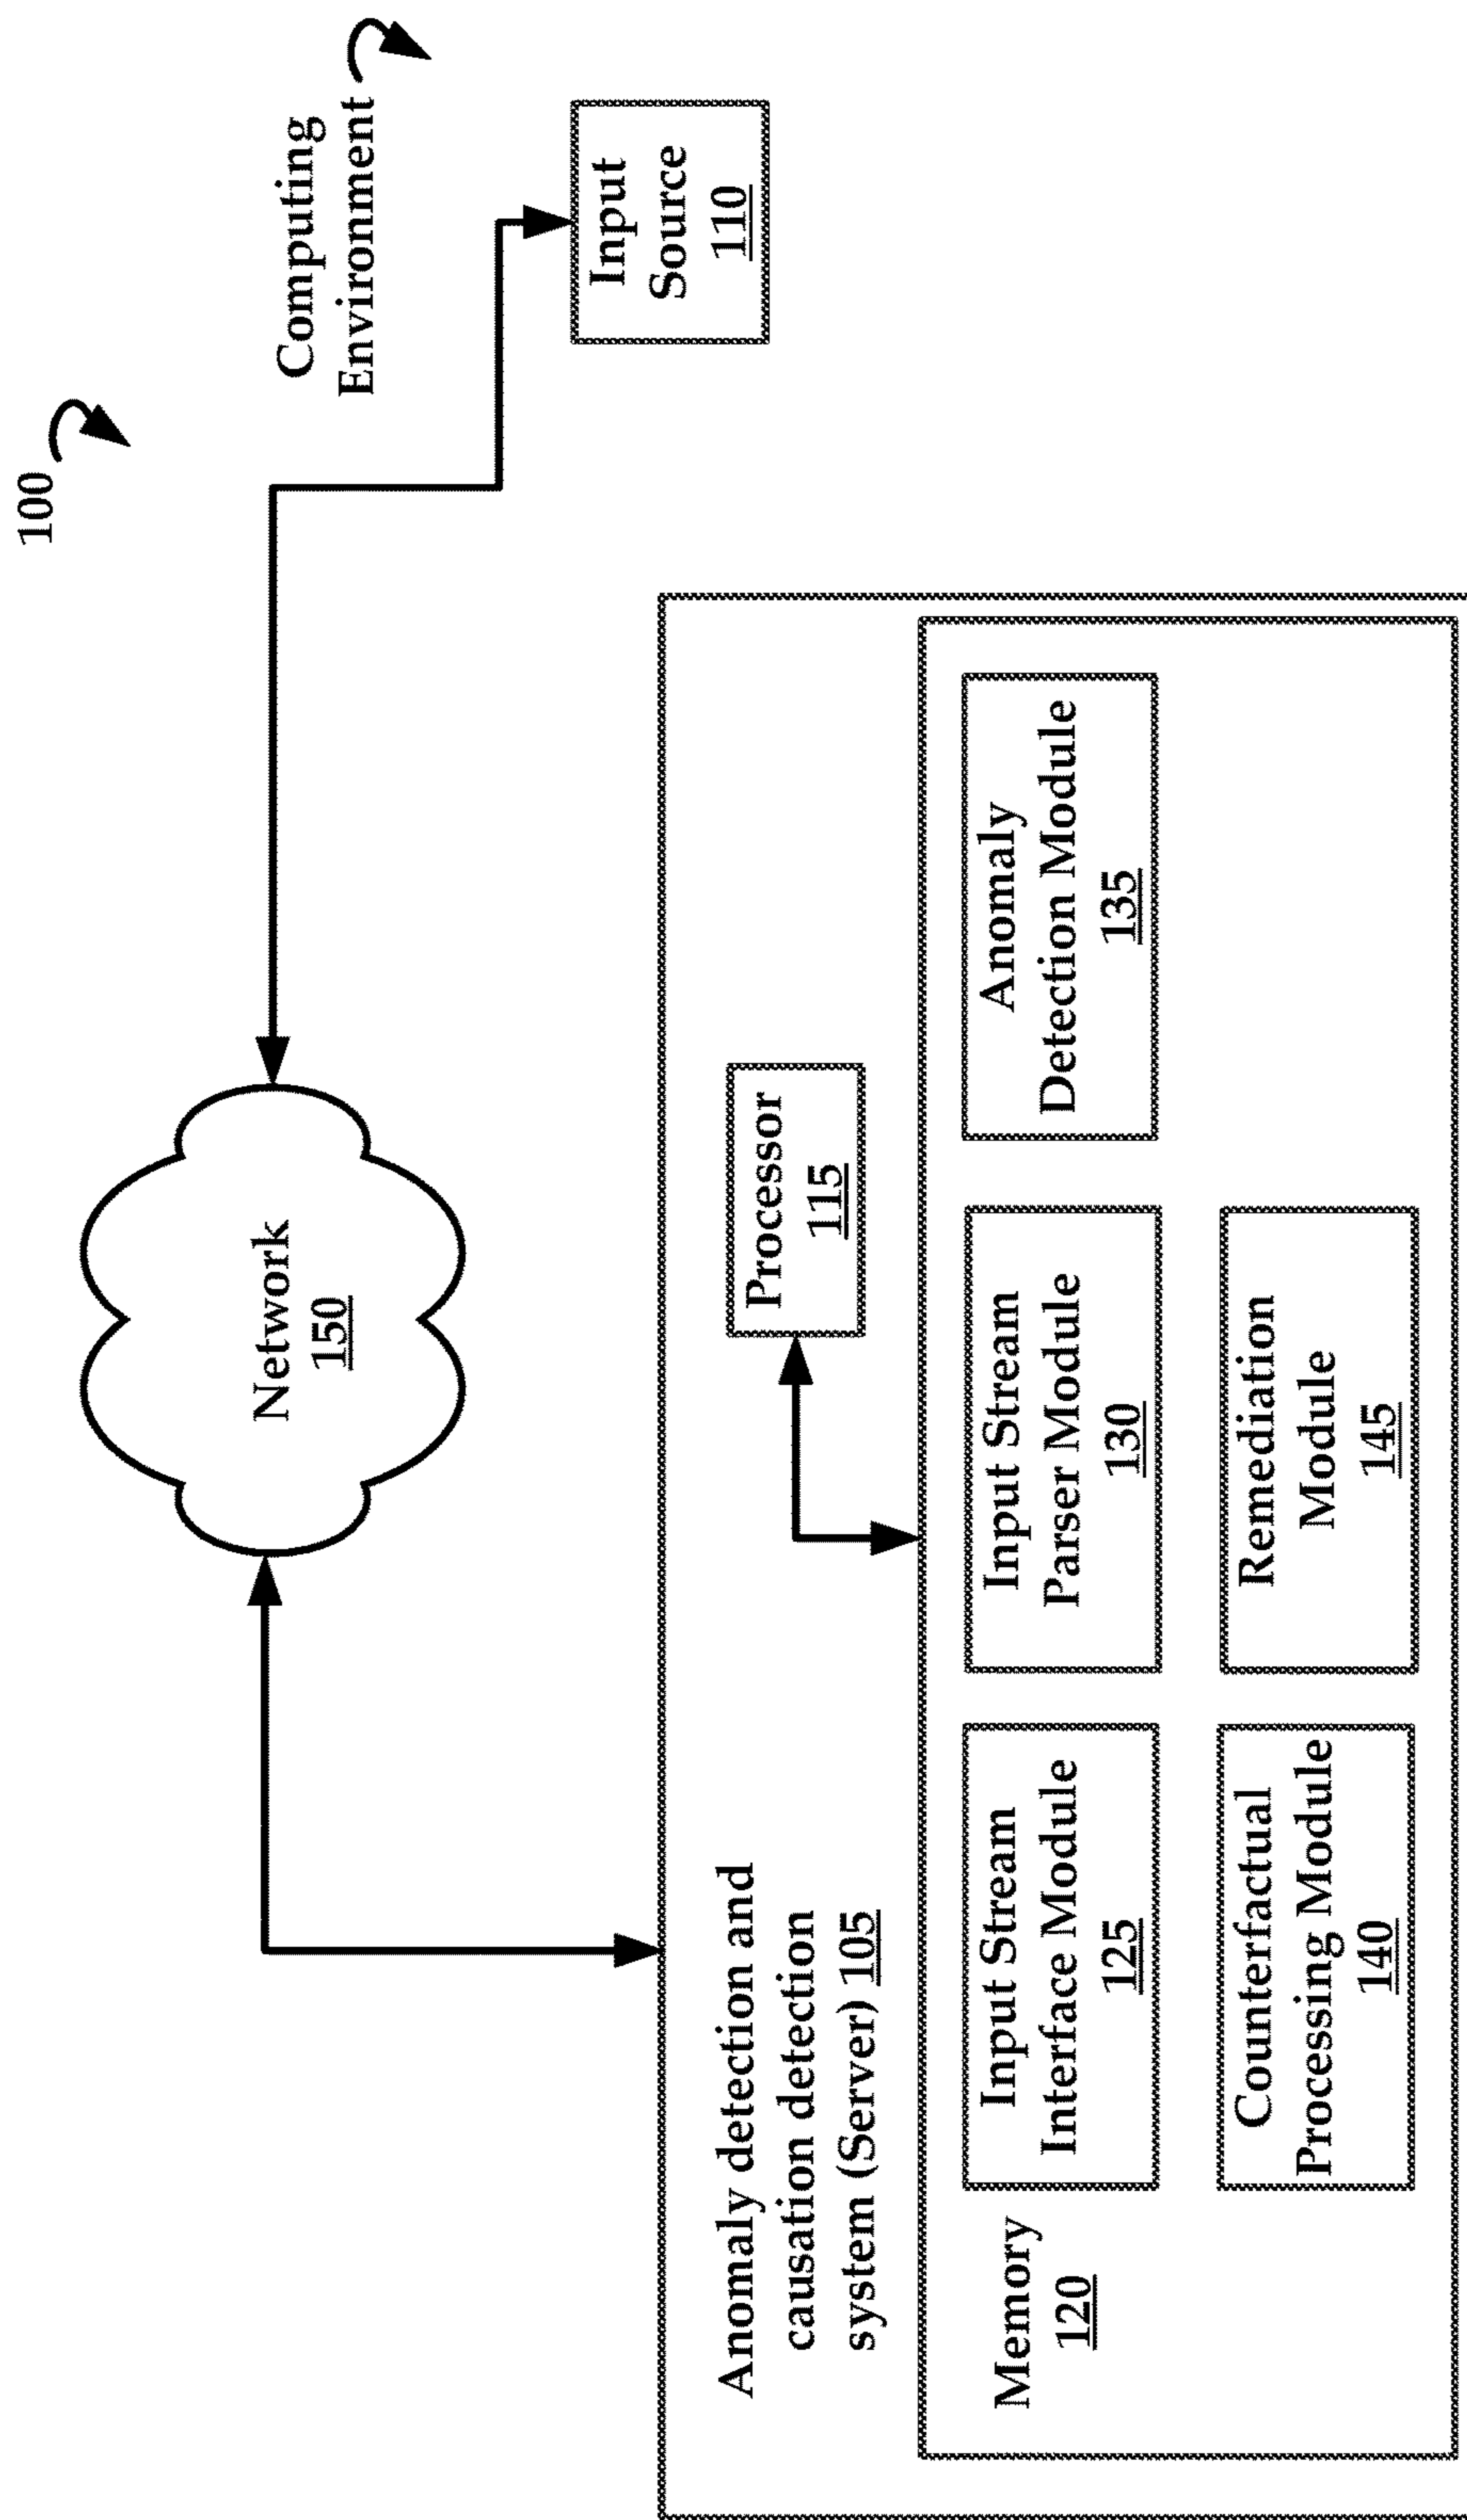 100
Computing
Environment
Network
150
Input
Source
110
Anomaly detection and
causation detection
system (Server) 105
Processor
115
Memory
120
Input Stream
Interface Module
125
Input Stream
Parser Module
130
Anomaly
Detection Module
135
Counterfactual
Processing Module
140
Remediation
Module
145